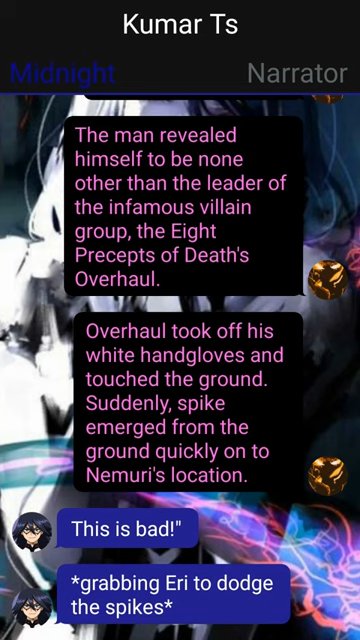 Kumar Ts
Midnight
Narrator
The man revealed
himself to be none
other than the leader of
the infamous villain
group, the Eight
Precepts of Death's
Overhaul.
Overhaul took off his
white handgloves and
touched the ground.
Suddenly, spike
emerged from the
ground quickly on to
Nemuri's location.
This is bad!"
*grabbing Eri to dodge
the spikes*